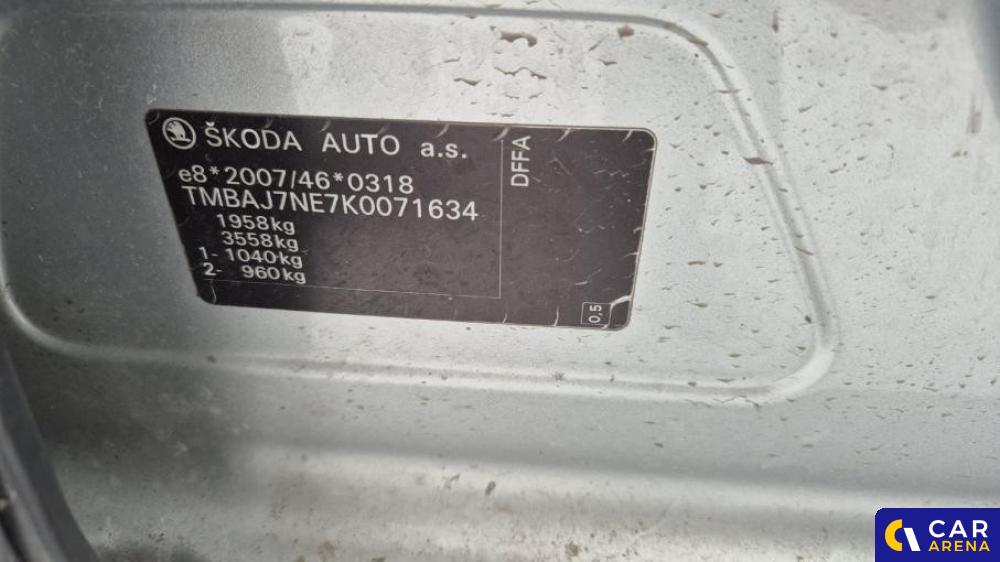 ŠKODA AUTO a.s.
e8*2007/46*0318
TMBAJ7NE7K0071634
1958kg
3558kg
1- 1040kg
2- 960kg
DFFA
0,5
CAR
ARENA